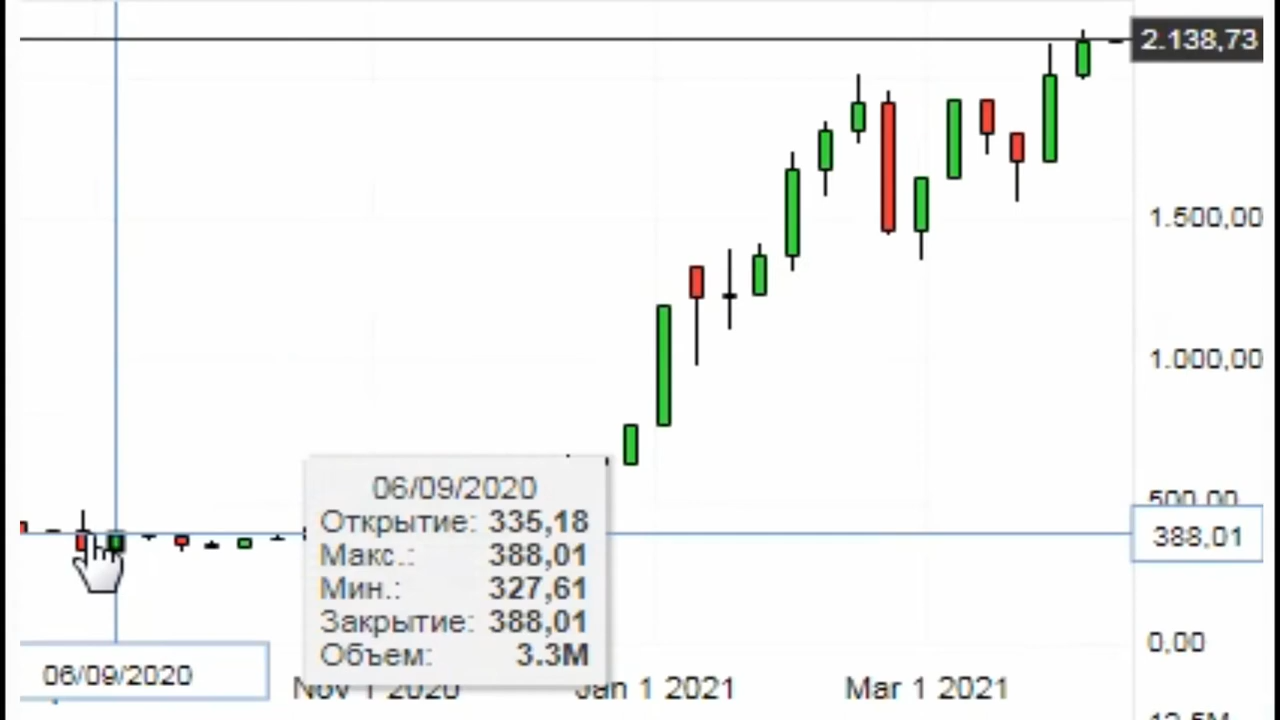 2.138,73
1.500,00
1.000,00
500,00
388,01
0,00
06/09/2020
Открытие: 335,18
Макс.: 388,01
Мин.: 327,61
Закрытие: 388,01
Объем: 3.3M
06/09/2020
Nov 1 2020
Jan 1 2021
Mar 1 2021
12.5M